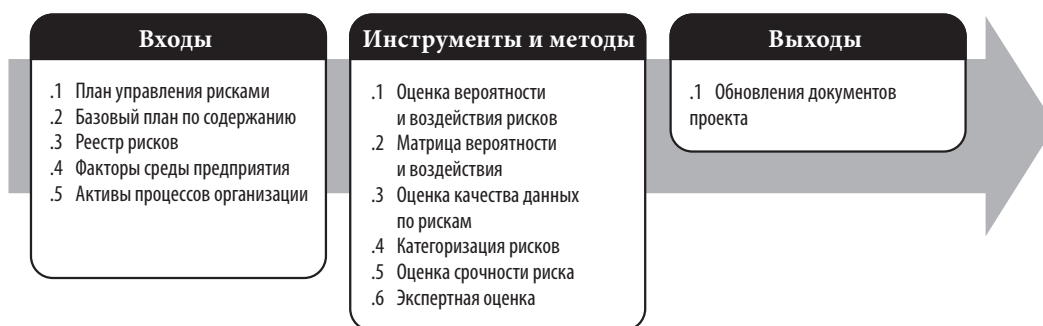 Входы
.1 План управления рисками
.2 Базовый план по содержанию
.3 Реестр рисков
.4 Факторы среды предприятия
.5 Активы процессов организации
Инструменты и методы
.1 Оценка вероятности
и воздействия рисков
.2 Матрица вероятности
и воздействия
.3 Оценка качества данных
по рискам
.4 Категоризация рисков
.5 Оценка срочности риска
.6 Экспертная оценка
Выходы
.1 Обновления документов
проекта